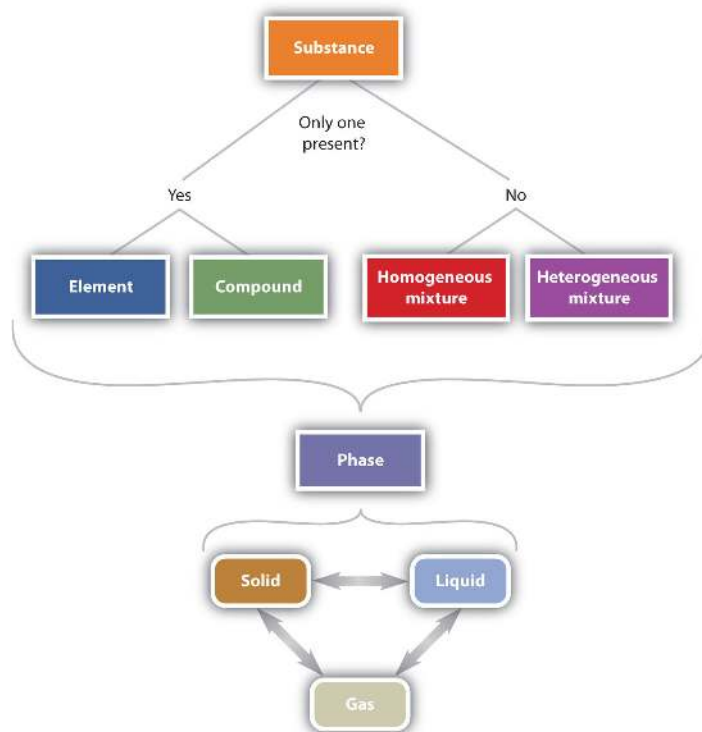 Substance
Only one
present?
Yes
No
Element
Compound
Homogeneous
mixture
Heterogeneous
mixture
Phase
Solid
Liquid
Gas